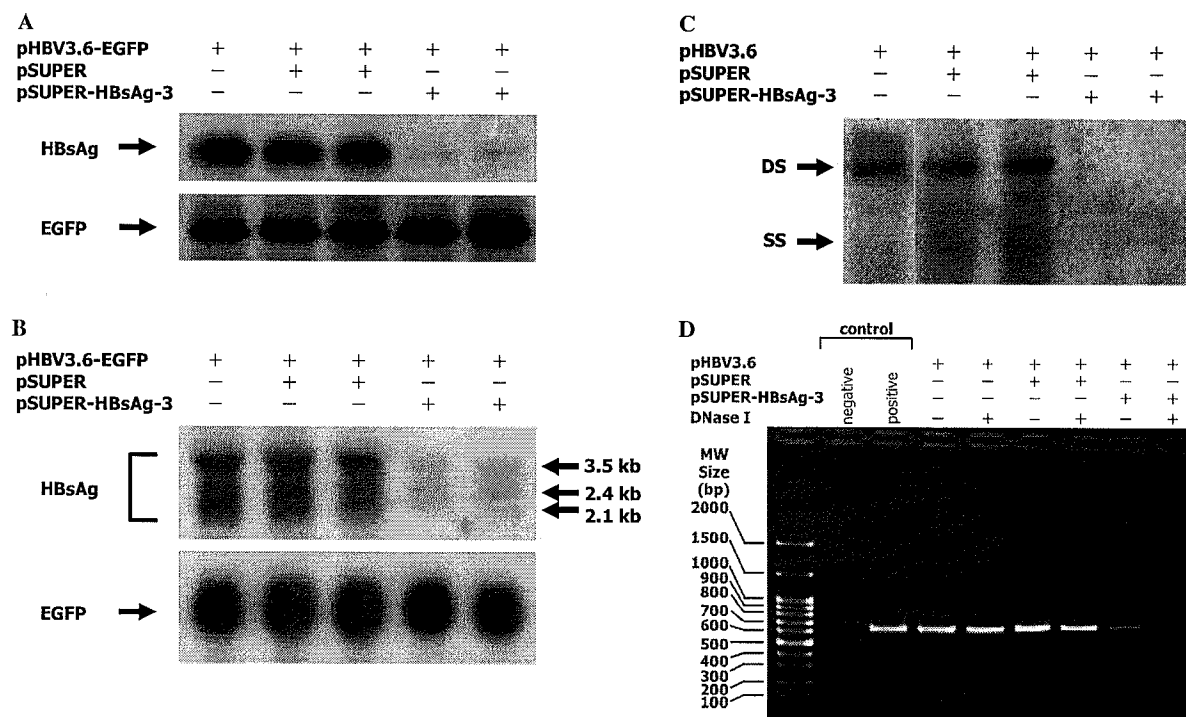 A
pHBV3.6-EGFP + + + + +
pSUPER – + + – –
pSUPER-HBsAg-3 – – – + +
HBsAg
EGFP
B
pHBV3.6-EGFP + + + + +
pSUPER – + + – –
pSUPER-HBsAg-3 – – – + +
HBsAg
3.5 kb
2.4 kb
2.1 kb
EGFP
C
pHBV3.6 + + + + +
pSUPER – + + – –
pSUPER-HBsAg-3 – – – + +
DS
SS
D
control
negative
positive
pHBV3.6 + + + + + +
pSUPER – – + + – –
pSUPER-HBsAg-3 – – – – + +
DNase I – + – + – +
MW
Size
(bp)
2000
1500
1000
900
800
700
600
500
400
300
200
100